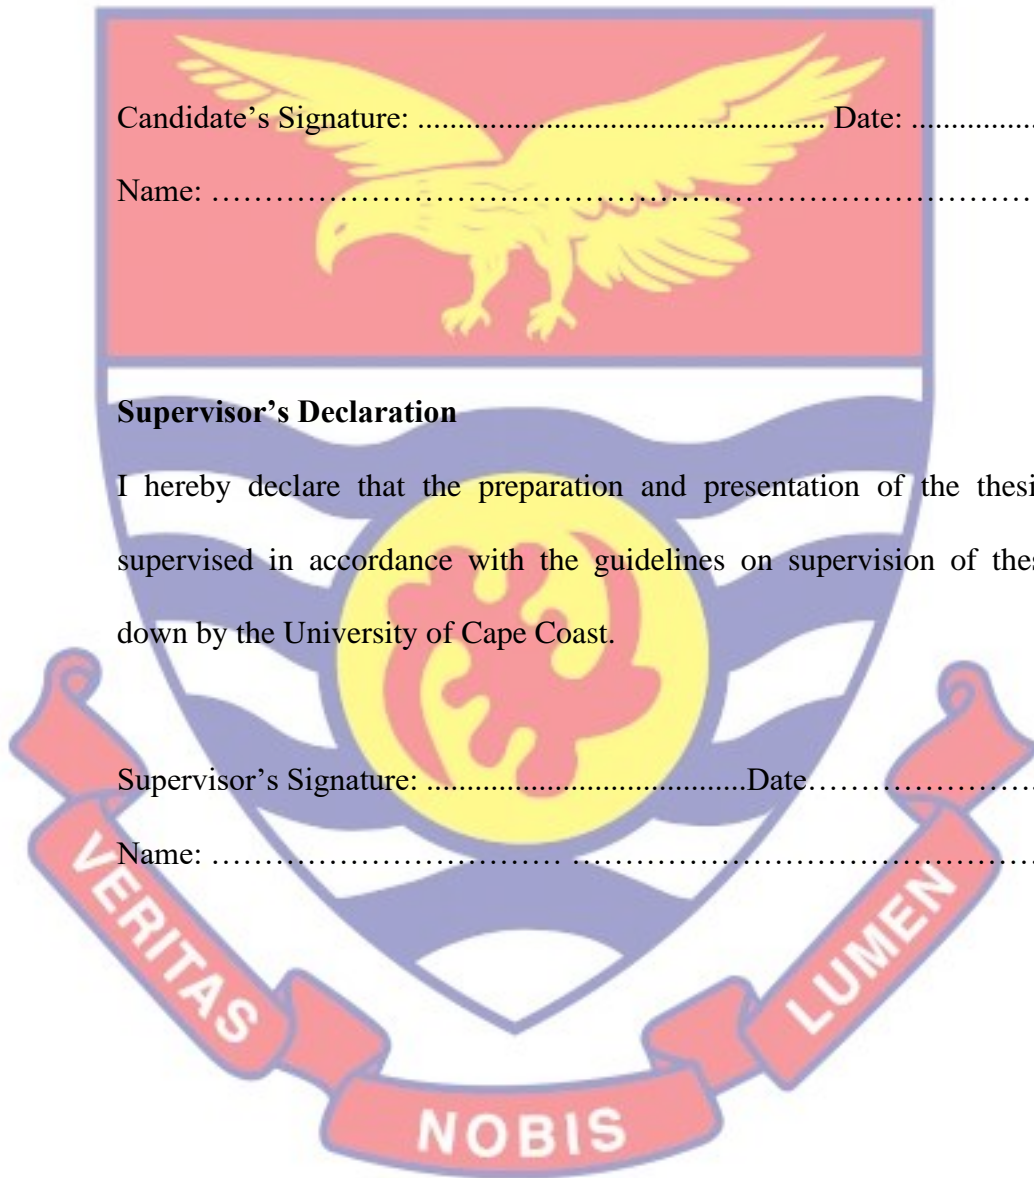 Candidate’s Signature: ................................................... Date: ................
Name: ……………………………………………………………………
Supervisor’s Declaration
I hereby declare that the preparation and presentation of the thesi
supervised in accordance with the guidelines on supervision of thes
down by the University of Cape Coast.
Supervisor’s Signature: ........................................Date…………………
Name: …………………………… ……………………………………
VERITAS
NOBIS
LUMEN